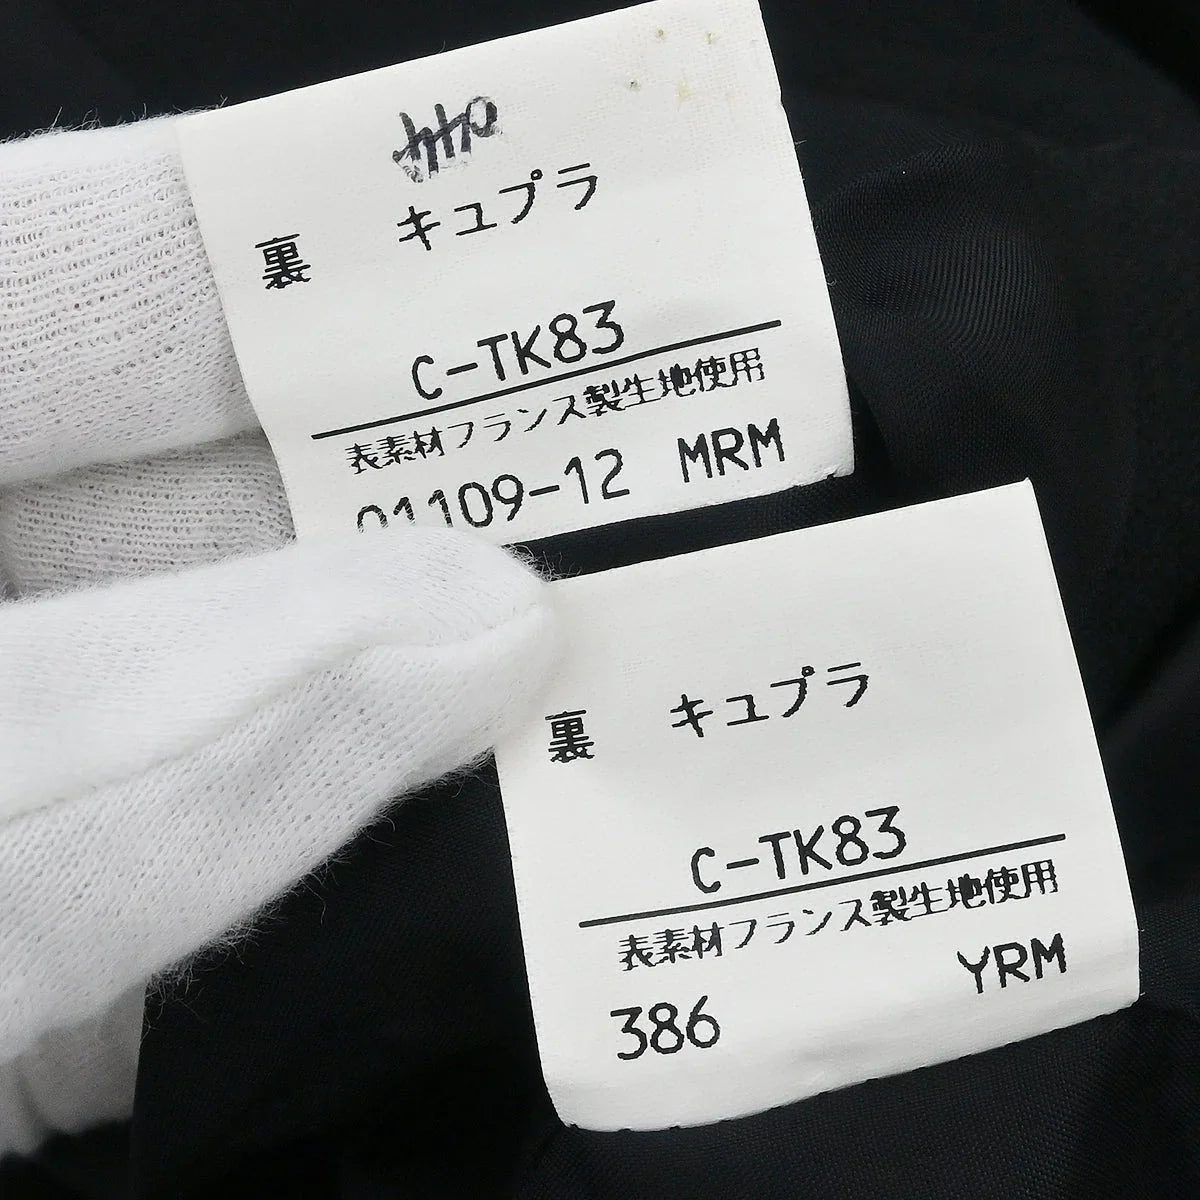 裏 キュプラ
C-TK83
表素材フランス製生地使用
01109-12 MRM
裏 キュプラ
C-TK83
表素材フランス製生地使用
YRM
386